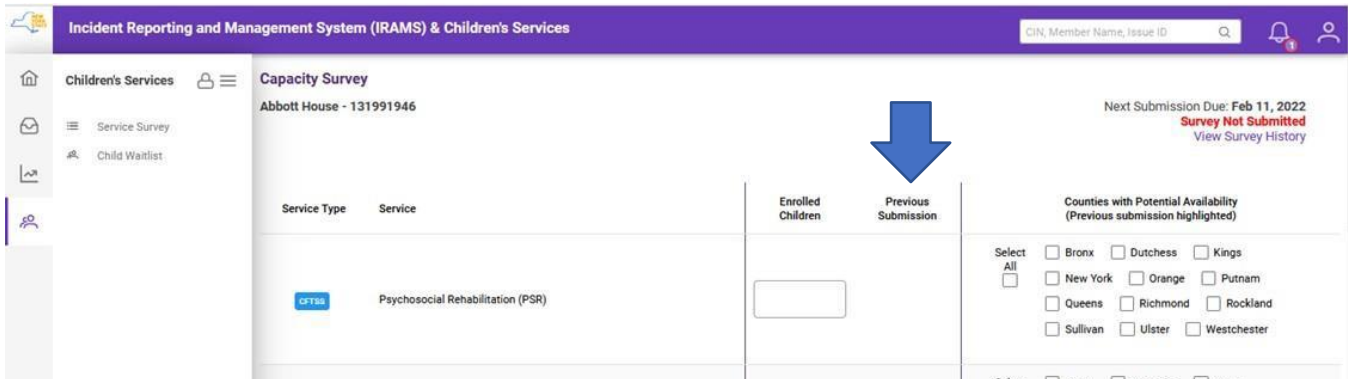 Incident Reporting and Management System (IRAMS) & Children's Services
CIN, Member Name, Issue ID
1
Children's Services
Service Survey
Child Waitlist
Capacity Survey
Abbott House - 131991946
Next Submission Due: Feb 11, 2022
Survey Not Submitted
View Survey History
Service Type Service
Enrolled
Children
Previous
Submission
Counties with Potential Availability
(Previous submission highlighted)
CFTSS
Psychosocial Rehabilitation (PSR)
Select
All
Bronx Dutchess Kings
New York Orange Putnam
Queens Richmond Rockland
Sullivan Ulster Westchester